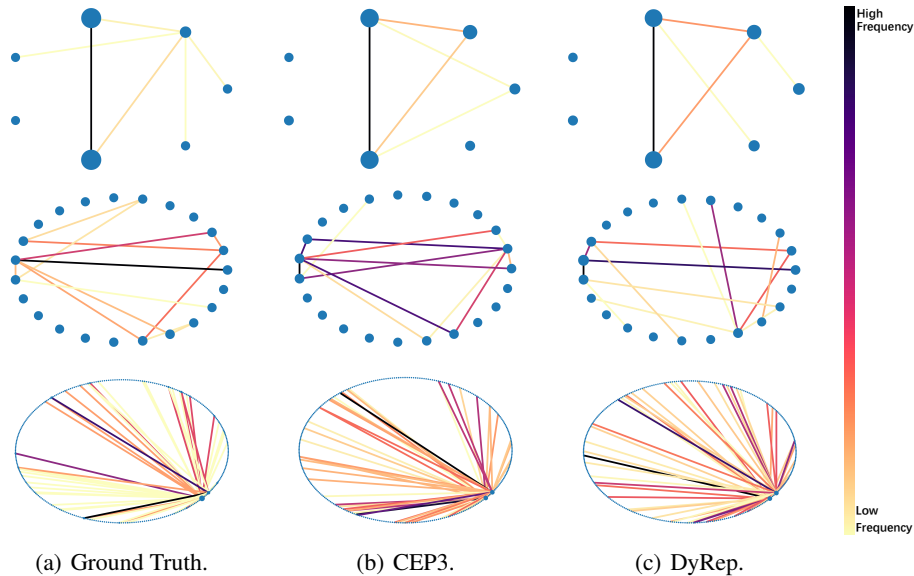 High
Frequency
Low
Frequency
(a) Ground Truth.
(b) CEP3.
(c) DyRep.